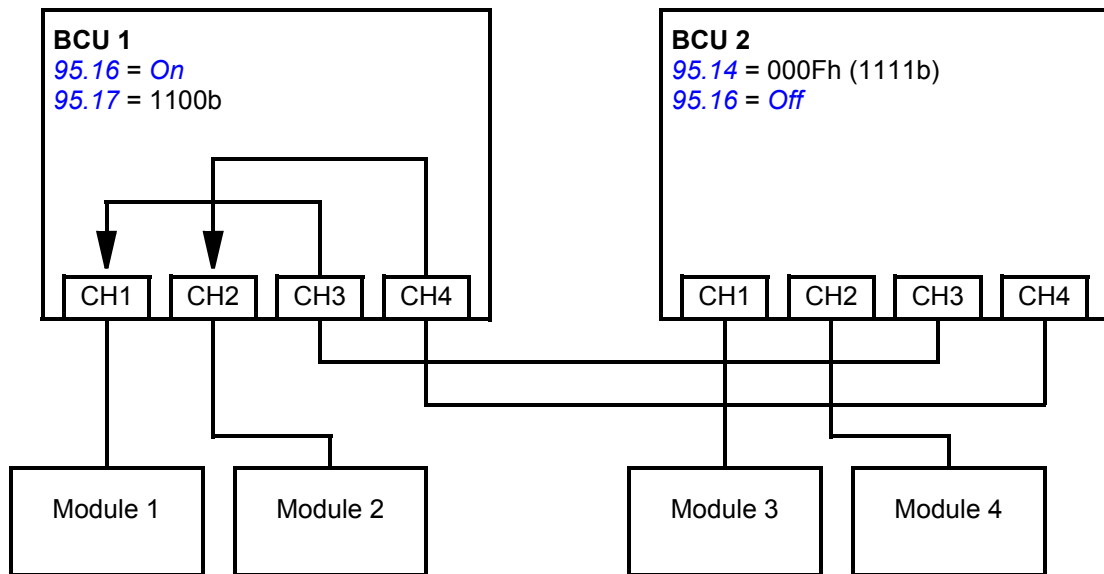 BCU 1
95.16 = On
95.17 = 1100b
CH1 CH2 CH3 CH4
BCU 2
95.14 = 000Fh (1111b)
95.16 = Off
CH1 CH2 CH3 CH4
Module 1
Module 2
Module 3
Module 4